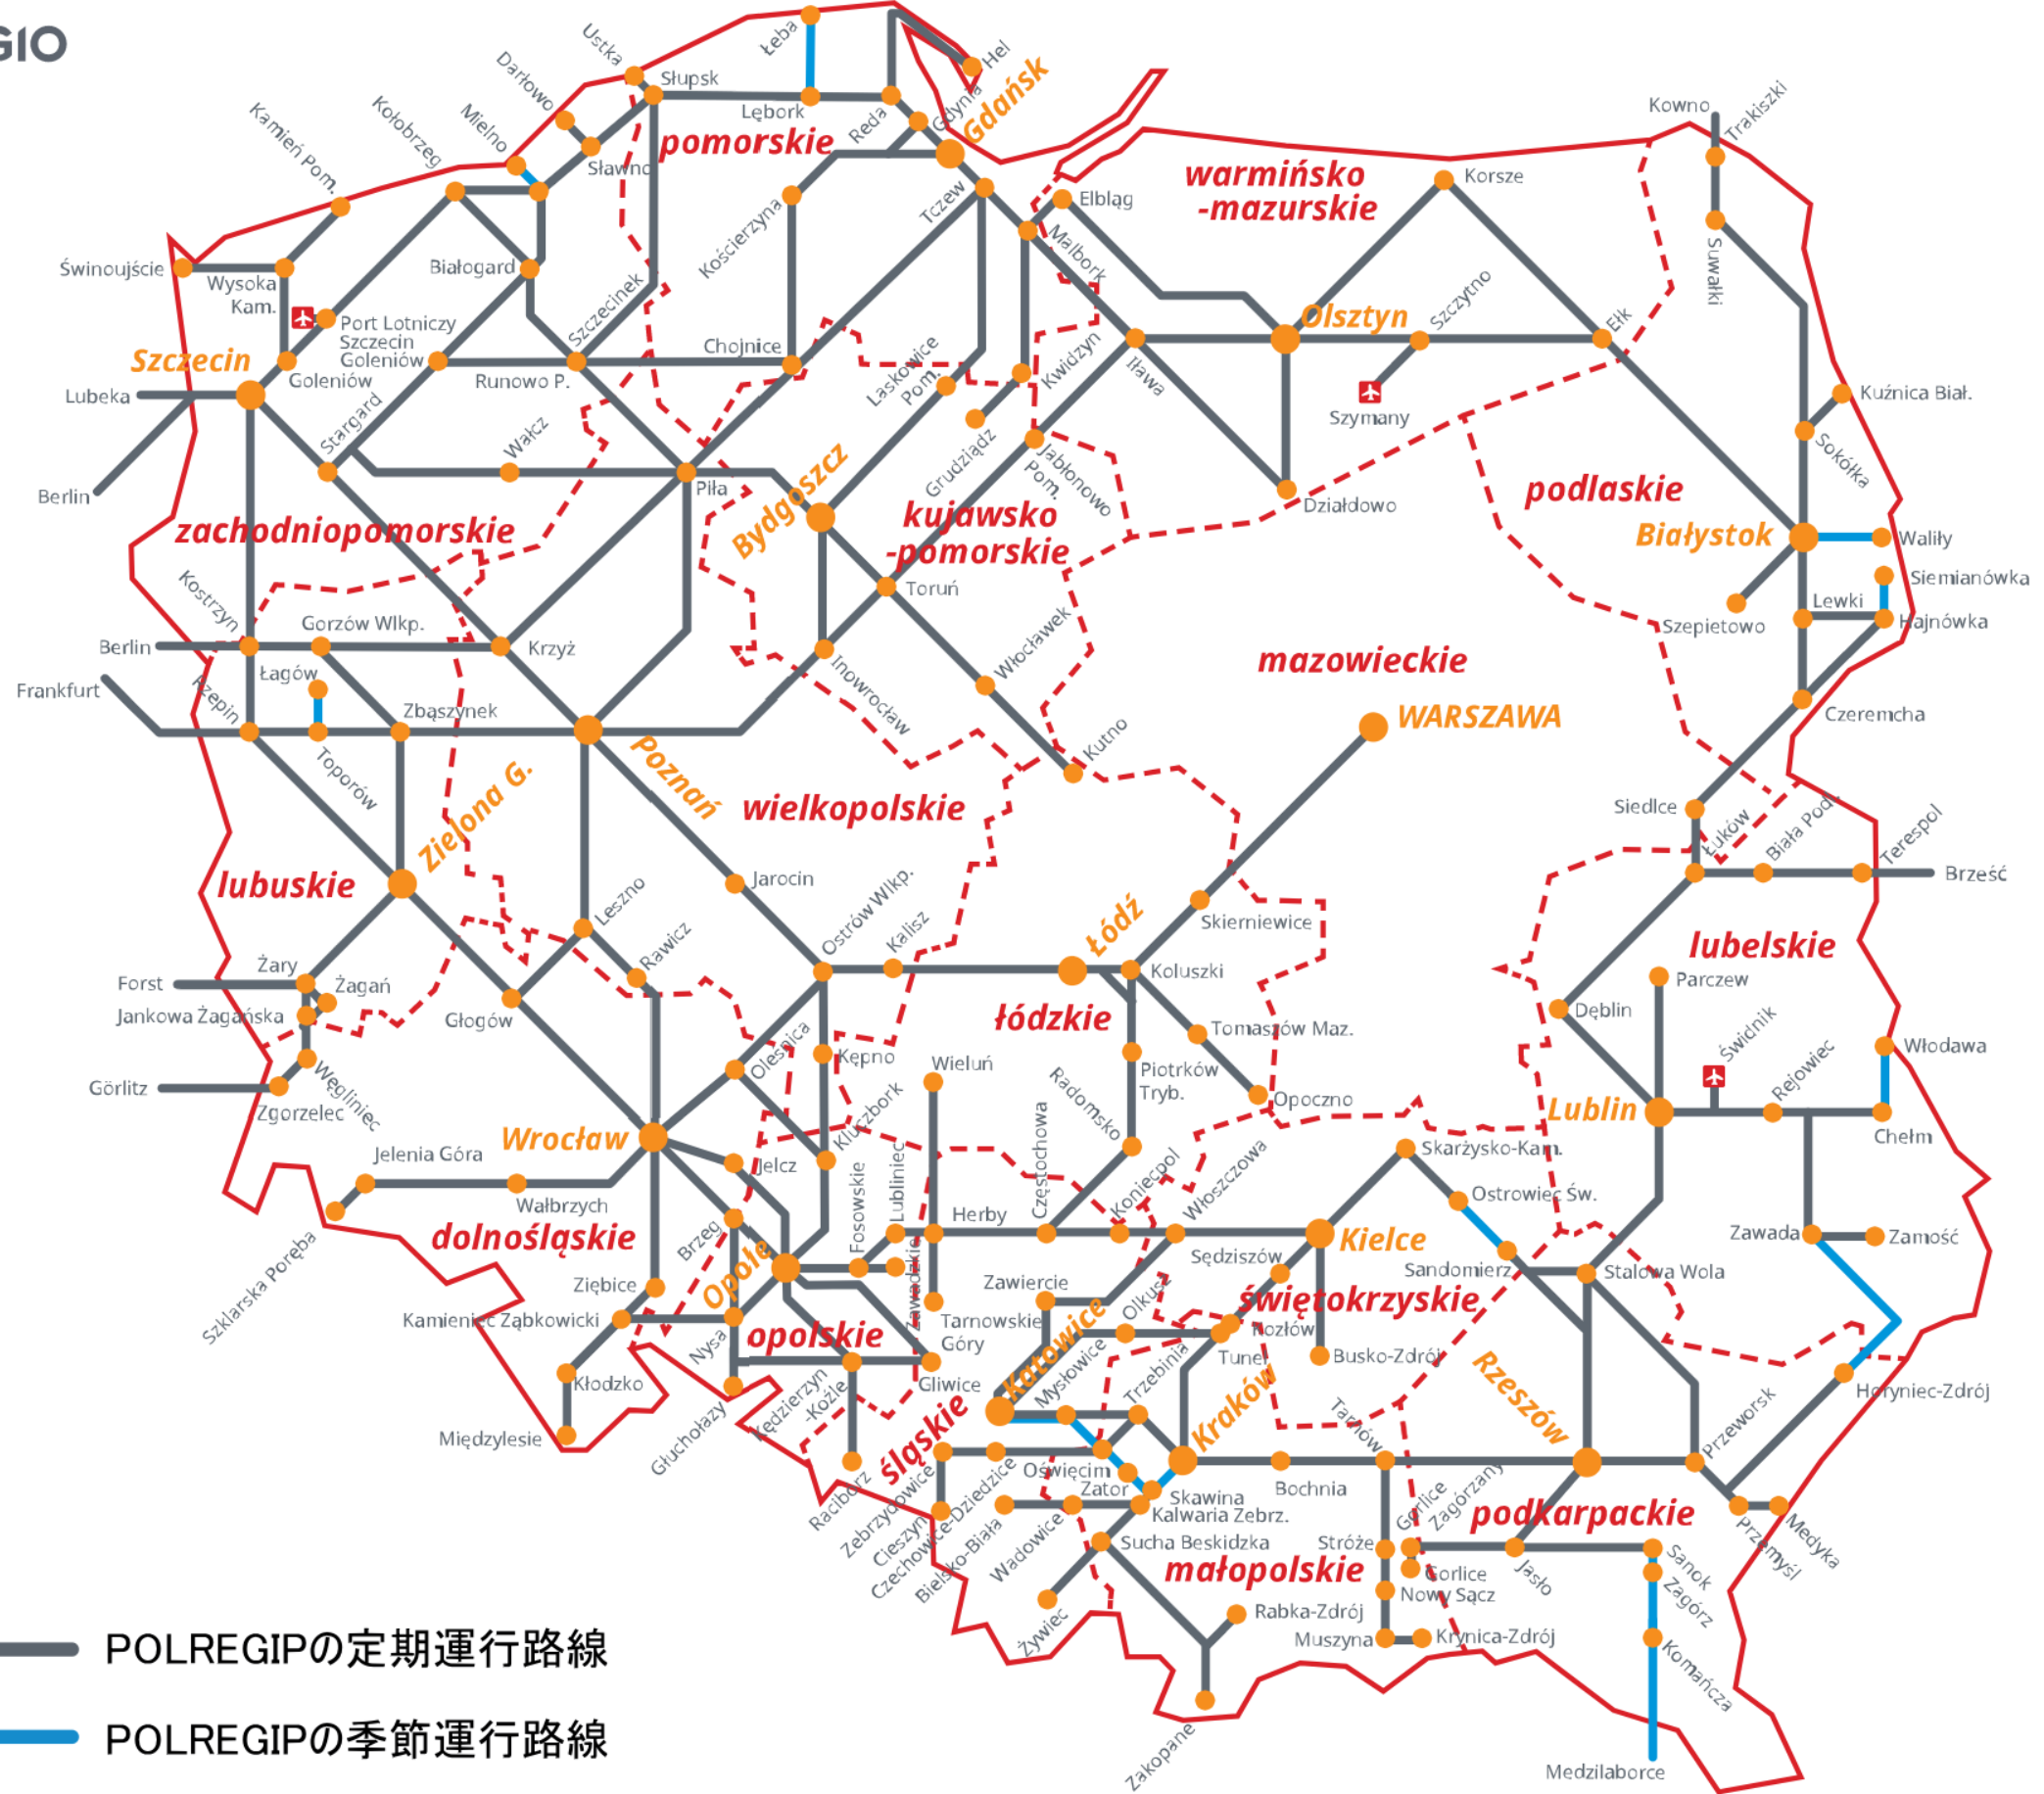 GIO
Łeba
Ustka
Hel
Słupsk
Darłowo
Gdańsk
Gdynia
Lębork
Reda
Kołobrzeg
Mielno
Kamień Pom.
Sławno
pomorskie
Kowno
Trakiszki
warmińsko
-mazurskie
Korsze
Tczew
Elbląg
Kościerzyna
Malbork
Suwałki
Świnoujście
Wysoka
Kam.
Białogard
Szczecinek
Port Lotniczy
Szczecin
Goleniów
Chojnice
Olsztyn
Szczytno
Ełk
Szczecin
Goleniów
Runowo P.
Laskowice
Pom.
Kwidzyn
Iława
Lubeka
Stargard
Wałcz
Szymany
Kuźnica Biał.
Sokółka
Berlin
Piła
Bydgoszcz
Grudziądz
Jabłonowo
Pom.
Działdowo
podlaskie
zachodniopomorskie
kujawsko
-pomorskie
Białystok
Waliły
Siemianówka
Kostrzyn
Toruń
Lewki
Hajnówka
Szepietowo
Berlin
Gorzów Wlkp.
Krzyż
Włocławek
Inowrocław
mazowieckie
Frankfurt
Rzepin
Łagów
Zbąszynek
Toporów
Poznań
Kutno
WARSZAWA
Czeremcha
Zielona G.
wielkopolskie
Siedlce
Łuków
Biała Podl.
Terespol
Brześć
lubuskie
Jarocin
Leszno
Rawicz
Ostrów Wlkp.
Kalisz
Łódź
Skierniewice
Koluszki
lubelskie
Parczew
Forst
Żary
Żagań
Jankowa Żagańska
Głogów
łódzkie
Tomaszów Maz.
Dęblin
Świdnik
Rejowiec
Włodawa
Görlitz
Zgorzelec
Węgliniec
Oleśnica
Kępno
Wieluń
Piotrków
Tryb.
Radomsko
Opoczno
Lublin
Chełm
Wrocław
Jelenia Góra
Wałbrzych
Jelcz
Kluczbork
Fosowskie
Lubliniec
Częstochowa
Koniecpol
Włoszczowa
Skarżysko-Kam.
Ostrowiec Św.
Szklarska Poręba
dolnośląskie
Brzeg
Opole
Herby
Kielce
Zawada
Zamość
Ziębice
Zawadzkie
Zawiercie
Sędziszów
Sandomierz
Stalowa Wola
Kamieniec Ząbkowicki
Nysa
opolskie
Tarnowskie
Góry
Olkusz
świętokrzyskie
Kozłów
Tunel
Busko-Zdrój
Kłodzko
Kędzierzyn
-Koźle
Gliwice
Katowice
Mysłowice
Trzebinia
Kraków
Rzeszów
Horyniec-Zdrój
Międzylesie
Głuchołazy
Racibórz
śląskie
Tarnów
Przeworsk
Zebrzydowice
Cieszyn
Czechowice-Dziedzice
Oświęcim
Zator
Skawina
Kalwaria Zebrz.
Bochnia
Bielsko-Biała
Wadowice
Sucha Beskidzka
Gorlice
Zagórzany
podkarpackie
Przemyśl
Medyka
małopolskie
Stróże
Gorlice
Nowy Sącz
Jasło
Sanok
Zagórz
Żywiec
Rabka-Zdrój
Muszyna
Krynica-Zdrój
Komańcza
Zakopane
Medzilaborce
POLREGIPの定期運行路線
POLREGIPの季節運行路線